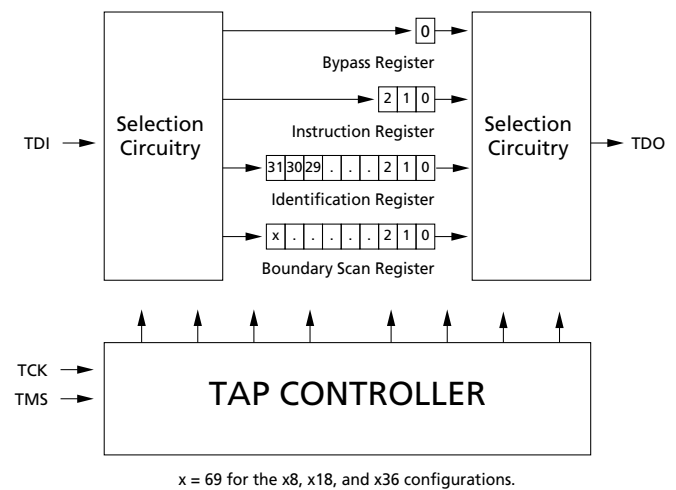 0
Bypass Register
2 1 0
Instruction Register
TDI
Selection
Circuitry
Selection
Circuitry
TDO
31 30 29 . . . 2 1 0
Identification Register
x . . . . . 2 1 0
Boundary Scan Register
TCK
TMS
TAP CONTROLLER
x = 69 for the x8, x18, and x36 configurations.